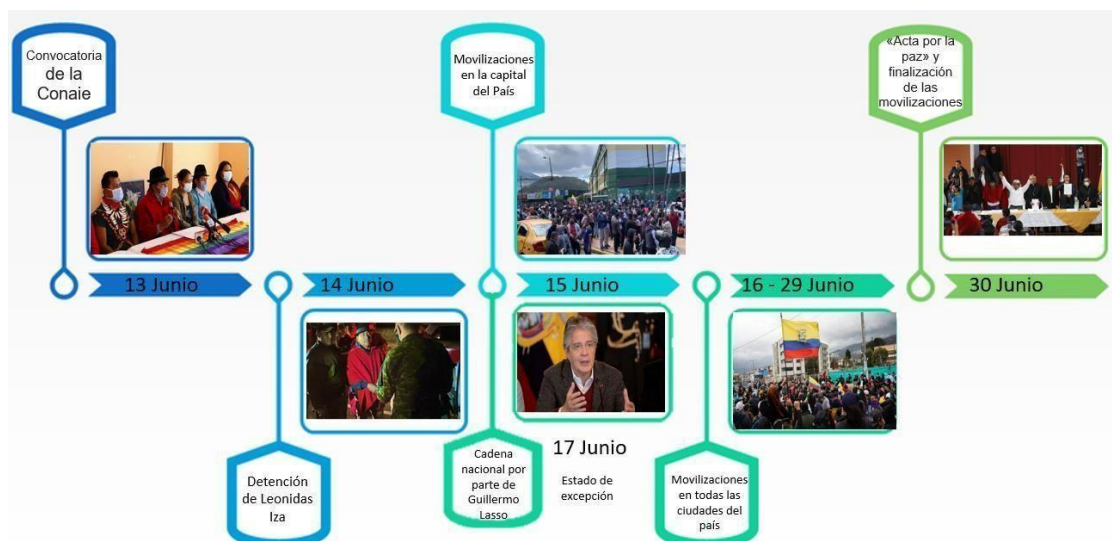 Convocatoria
de la
Conaie
Movilizaciones
en la capital
del País
«Acta por la
paz» y
finalización
de las
movilizaciones
13 Junio
14 Junio
15 Junio
16 - 29 Junio
30 Junio
Detención
de Leonidas
Iza
Cadena
nacional por
parte de
Guillermo
Lasso
17 Junio
Estado de
excepción
Movilizaciones
en todas las
ciudades del
país